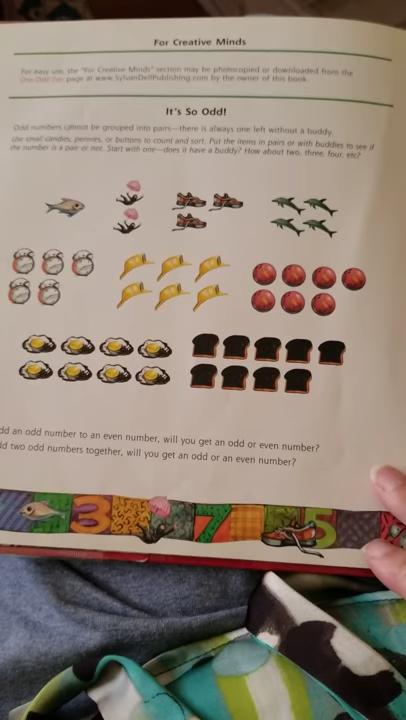 For Creative Minds
For easy use, the "For Creative Minds" section may be photocopied or downloaded from the
One Odd Day page at www.SylvanDellPublishing.com by the owner of this book.
It's So Odd!
Odd numbers cannot be grouped into pairs—there is always one left without a buddy.
Use small candies, pennies, or buttons to count and sort. Put the items in pairs or with buddies to see if
the number is a pair or not. Start with one—does it have a buddy? How about two, three, four, etc?
dd an odd number to an even number, will you get an odd or even number?
dd two odd numbers together, will you get an odd or an even number?
3
7
5